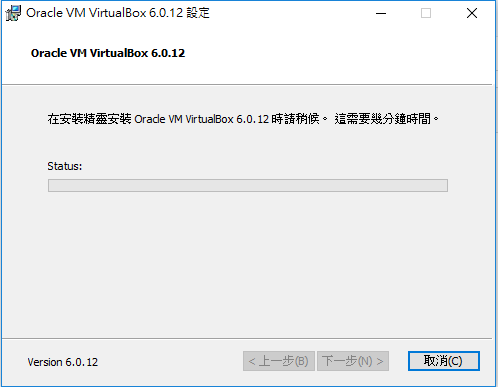 Oracle VM VirtualBox 6.0.12 設定
Oracle VM VirtualBox 6.0.12
在安裝精靈安裝 Oracle VM VirtualBox 6.0.12 時請稍候。 這需要幾分鐘時間。
Status:
Version 6.0.12
< 上一步(B) 下一步(N) > 取消(C)